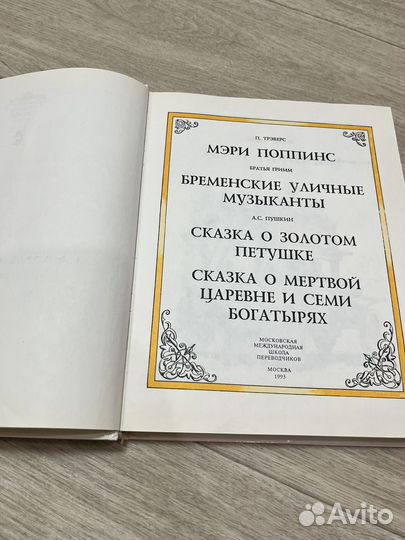 П. ТРЭВЕРС
МЭРИ ПОППИНС
БРАТЬЯ ГРИММ
БРЕМЕНСКИЕ УЛИЧНЫЕ
МУЗЫКАНТЫ
А.С. ПУШКИН
СКАЗКА О ЗОЛОТОМ
ПЕТУШКЕ
СКАЗКА О МЕРТВОЙ
ЦАРЕВНЕ И СЕМИ
БОГАТЫРЯХ
МОСКОВСКАЯ
МЕЖДУНАРОДНАЯ
ШКОЛА
ПЕРЕВОДЧИКОВ
МОСКВА
1993
Avito